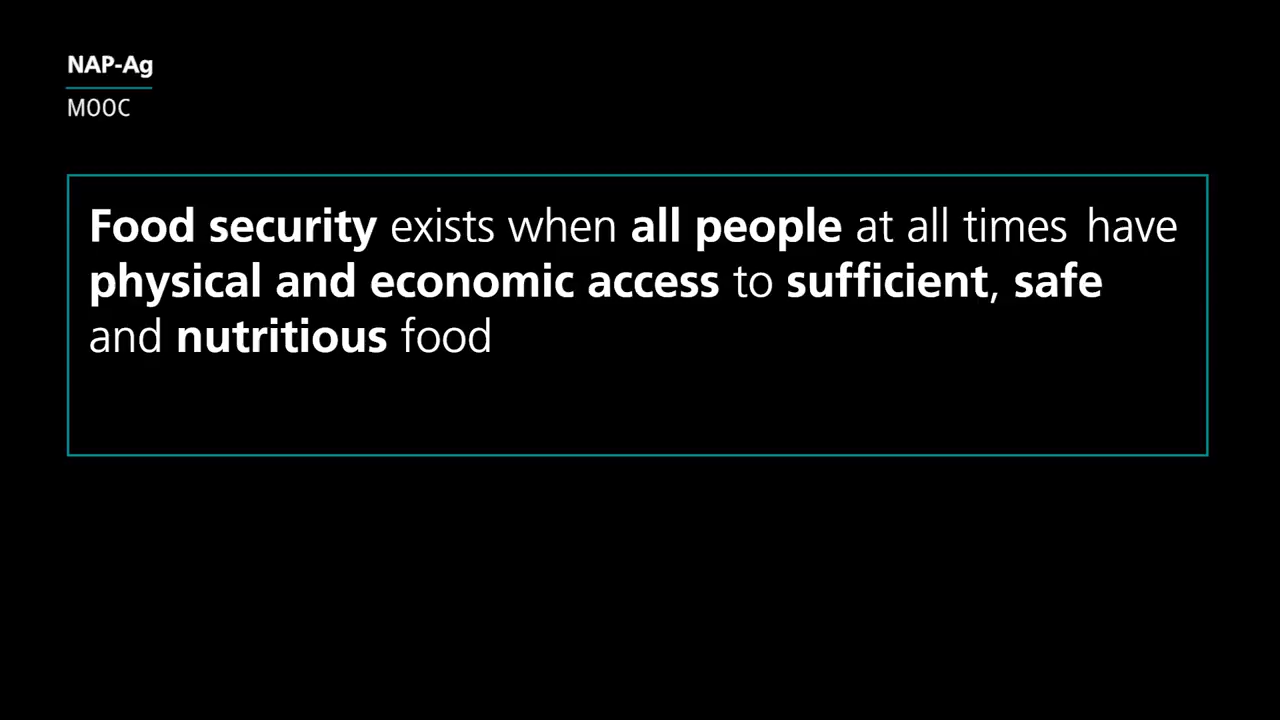 NAP-Ag
MOOC
Food security exists when all people at all times have
physical and economic access to sufficient, safe
and nutritious food